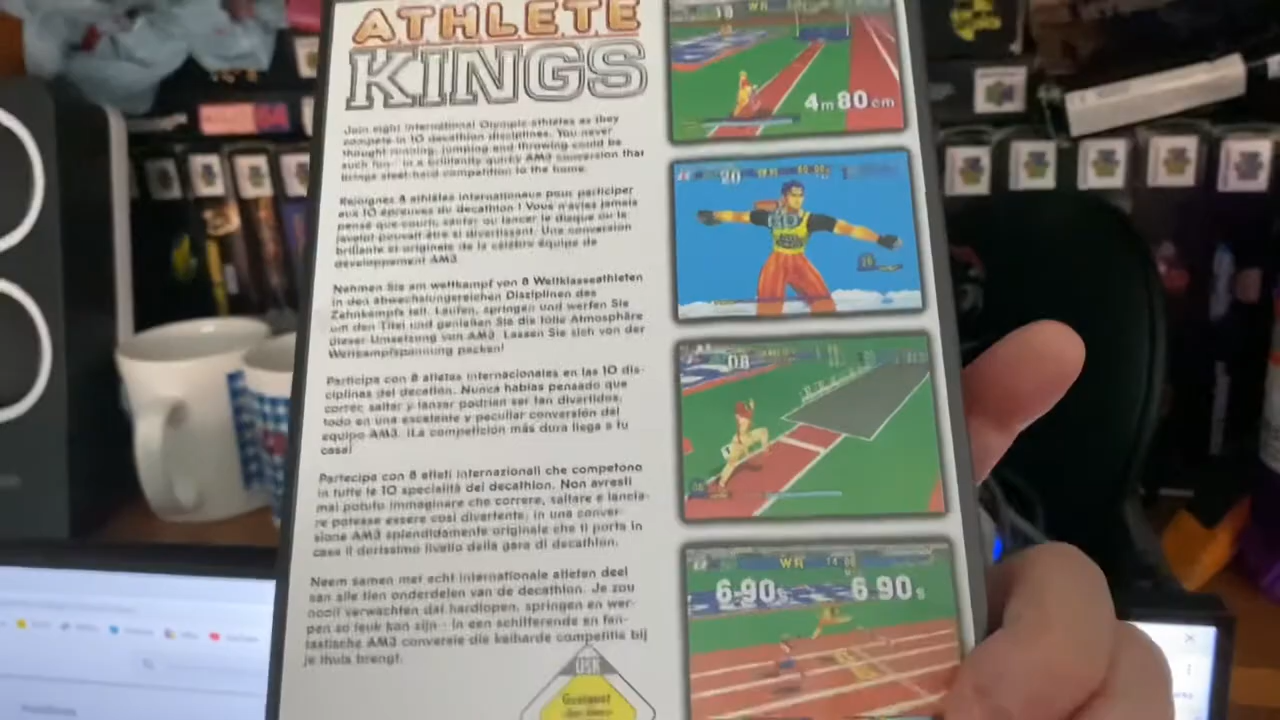 ATHLETE
KINGS
Join eight international Olympic athletes as they
compete in 10 decathlon disciplines. You never
thought running, jumping and throwing could be
such fun - in a brilliantly quirky AM3 conversion that
brings steel-hard competition to the home.
Rejoignez 8 athlètes internationaux pour participer
aux 10 épreuves du decathlon ! Vous n'aviez jamais
pensé que courir, sauter ou lancer le disque ou le
javelot pouvait être si divertissant. Une conversion
brillante et originale de la célèbre équipe de
développement AM3.
Nehmen Sie am wettkampf von 8 Weltklasseathleten
in den abwechslungsreichen Disziplinen des
Zehnkampfs teil. Laufen, springen und werfen Sie
um den Titel und genießen Sie die tolle Atmosphäre
dieser Umsetzung von AM3. Lassen Sie sich von der
Wettkampfspannung packen!
Participa con 8 atletas internacionales en las 10 dis-
ciplinas del decatlon. Nunca habías pensado que
correr, saltar y lanzar podrían ser tan divertidos,
todo en una excelente y peculiar conversión del
equipo AM3. ¡La competición más dura llega a tu
casa!
Partecipa con 8 atleti internazionali che competono
in tutte le 10 specialità del decathlon. Non avresti
mai potuto immaginare che correre, saltare e lancia-
re potesse essere così divertente; in una conver-
sione AM3 splendidamente originale che ti porta in
casa il durissimo livello della gara di decathlon.
Neem samen met acht internationale atleten deel
aan alle tien onderdelen van de decathlon. Je zou
nooit verwachten dat hardlopen, springen en wer-
pen zo leuk kan zijn - in een schitterende en fan-
tastische AM3 conversie die keiharde competitie bij
je thuis brengt.
USK
Geeignet
WR
4m80cm
20
WR
08
WR
6.90s 6.90s